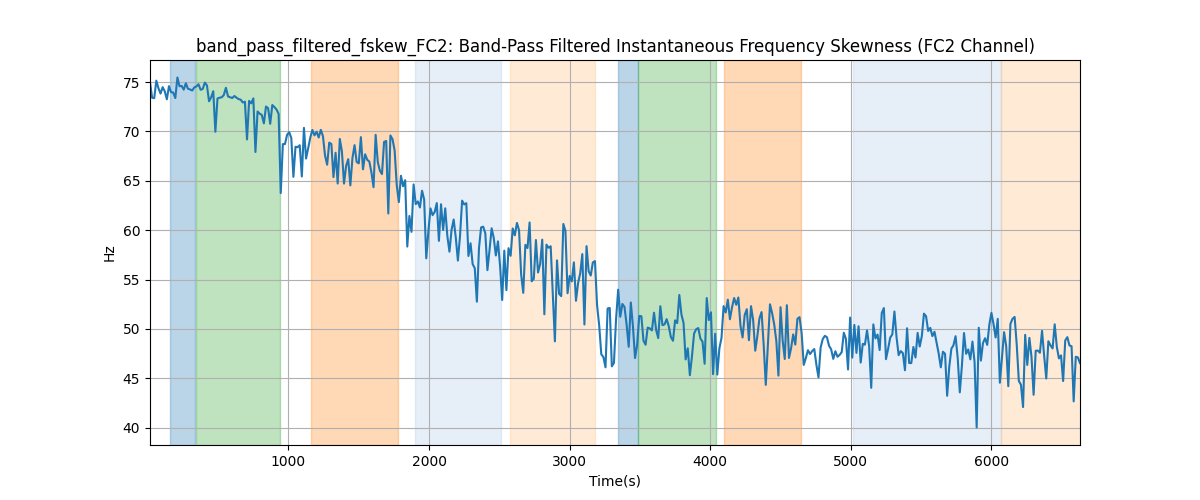 band_pass_filtered_fskew_FC2: Band-Pass Filtered Instantaneous Frequency Skewness (FC2 Channel)
75
70
65
60
55
50
45
40
Hz
1000 2000 3000 4000 5000 6000
Time(s)